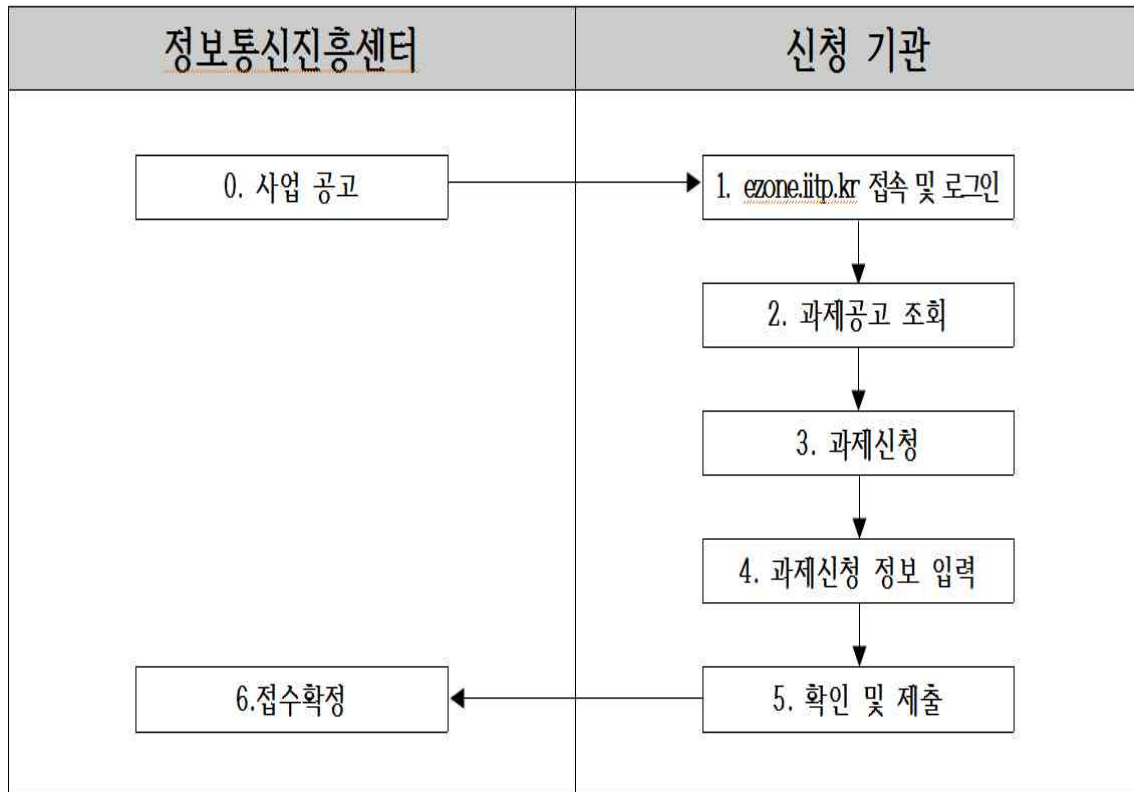 정보통신진흥센터
신청 기관
0. 사업 공고
1. ezone.iitp.kr 접속 및 로그인
2. 과제공고 조회
3. 과제신청
4. 과제신청 정보 입력
5. 확인 및 제출
6.접수확정